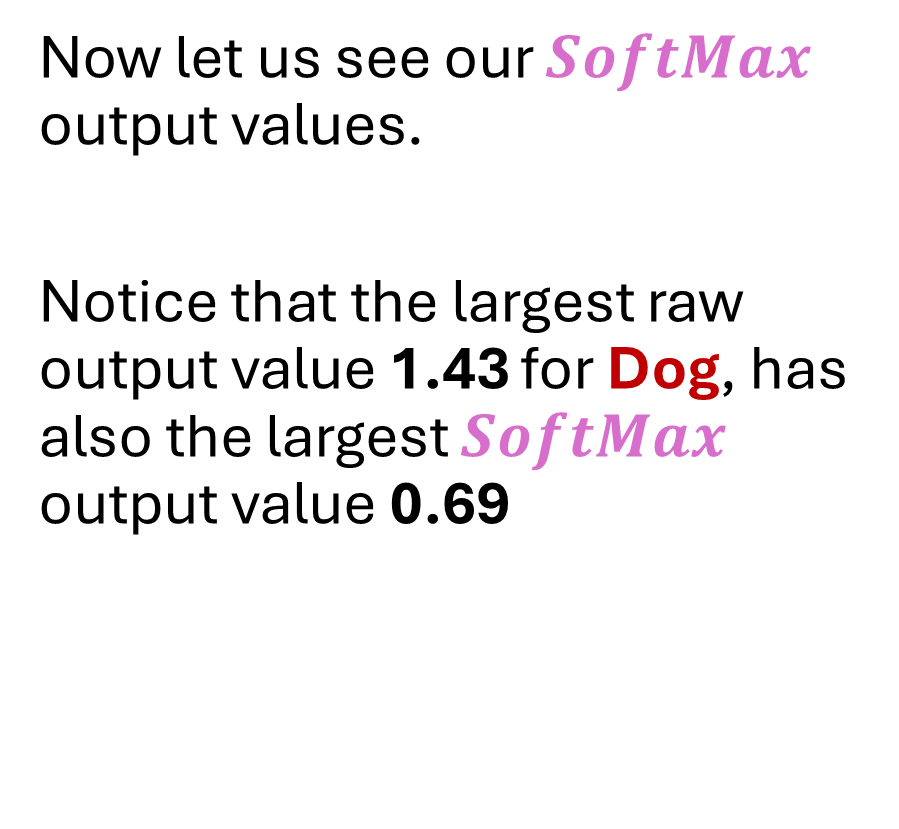 Now let us see our SoftMax
output values.
Notice that the largest raw
output value 1.43 for Dog, has
also the largest SoftMax
output value 0.69